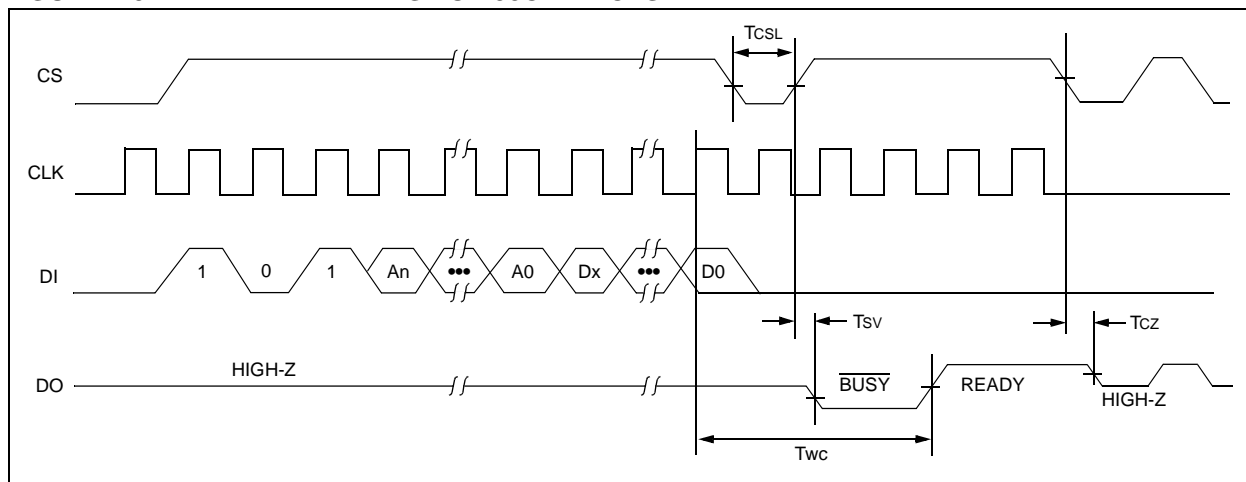 TCSL
CS
CLK
DI
1 0 1 An ••• A0 Dx ••• D0
TSV
TCZ
DO
HIGH-Z
BUSY
READY
HIGH-Z
TWC